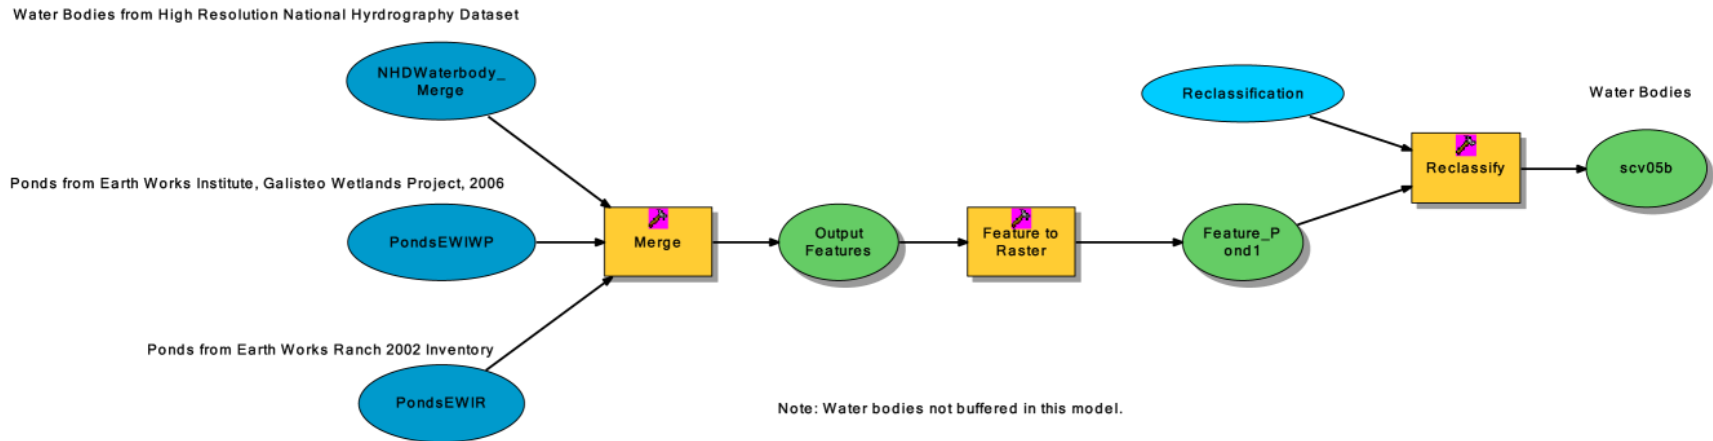 Water Bodies from High Resolution National Hyrdrography Dataset
NHDWaterbody_
Merge
Reclassification
Water Bodies
Reclassify
scv05b
Ponds from Earth Works Institute, Galisteo Wetlands Project, 2006
PondsEWIWP
Merge
Output
Features
Feature to
Raster
Feature_P
ond1
Ponds from Earth Works Ranch 2002 Inventory
PondsEWIR
Note: Water bodies not buffered in this model.